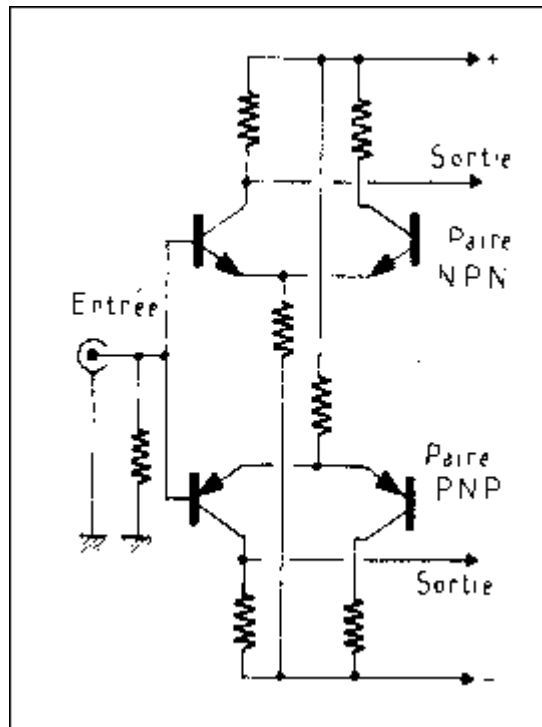 +
Sortie
Paire
NPN
Entrée
Paire
PNP
Sortie
-